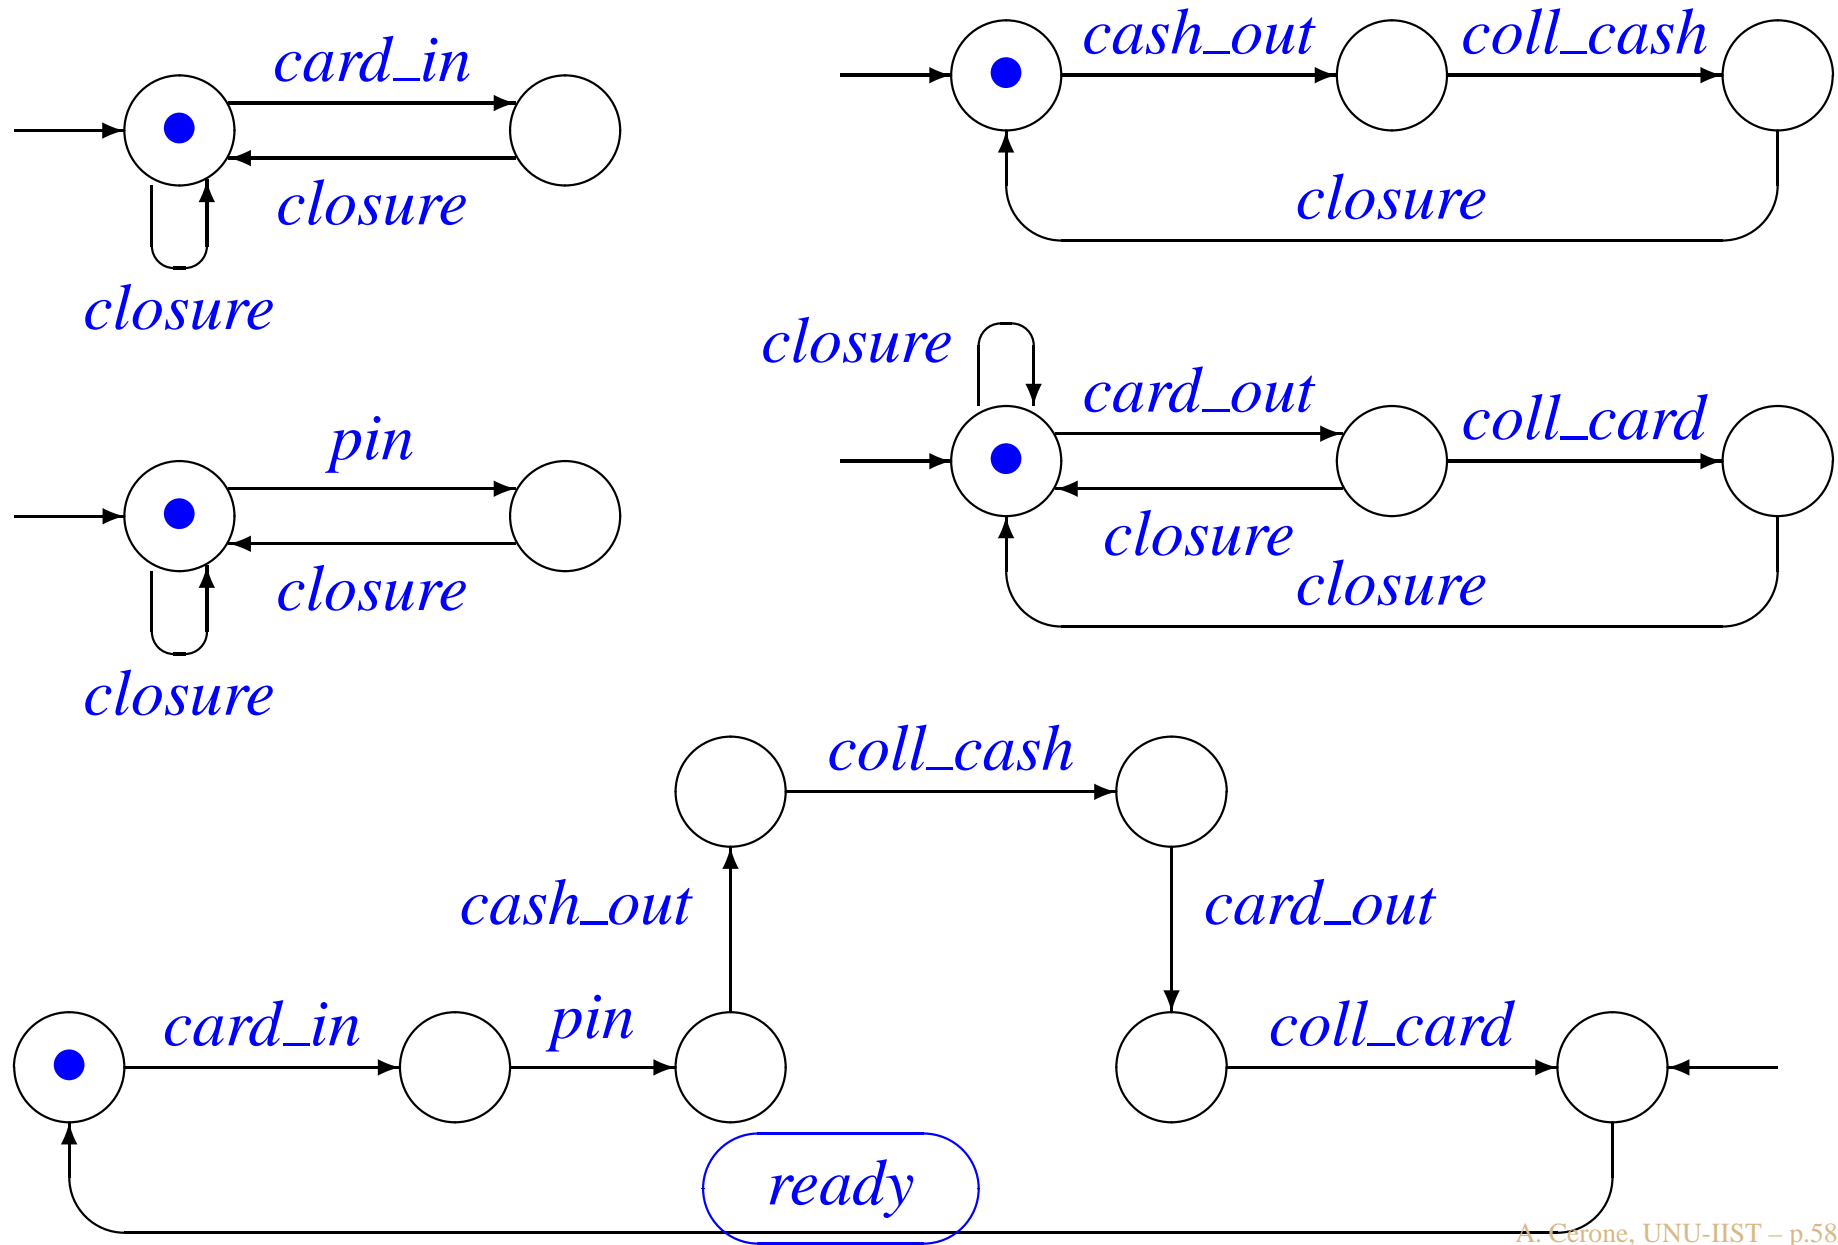 card_in
closure
closure
cash_out
coll_cash
closure
pin
closure
closure
closure
card_out
coll_card
closure
closure
coll_cash
cash_out
card_out
card_in
pin
coll_card
ready
A. Cerone, UNU-IIST – p.58